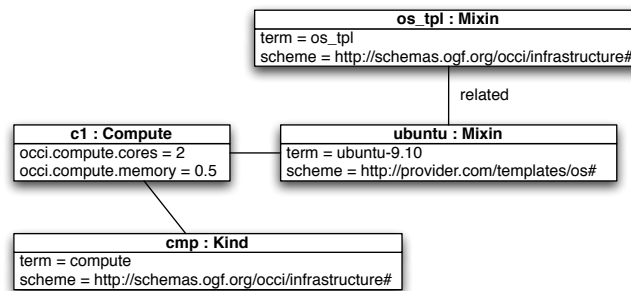 os_tpl : Mixin
term = os_tpl
scheme = http://schemas.ogf.org/occi/infrastructure#
related
c1 : Compute
occi.compute.cores = 2
occi.compute.memory = 0.5
ubuntu : Mixin
term = ubuntu-9.10
scheme = http://provider.com/templates/os#
cmp : Kind
term = compute
scheme = http://schemas.ogf.org/occi/infrastructure#